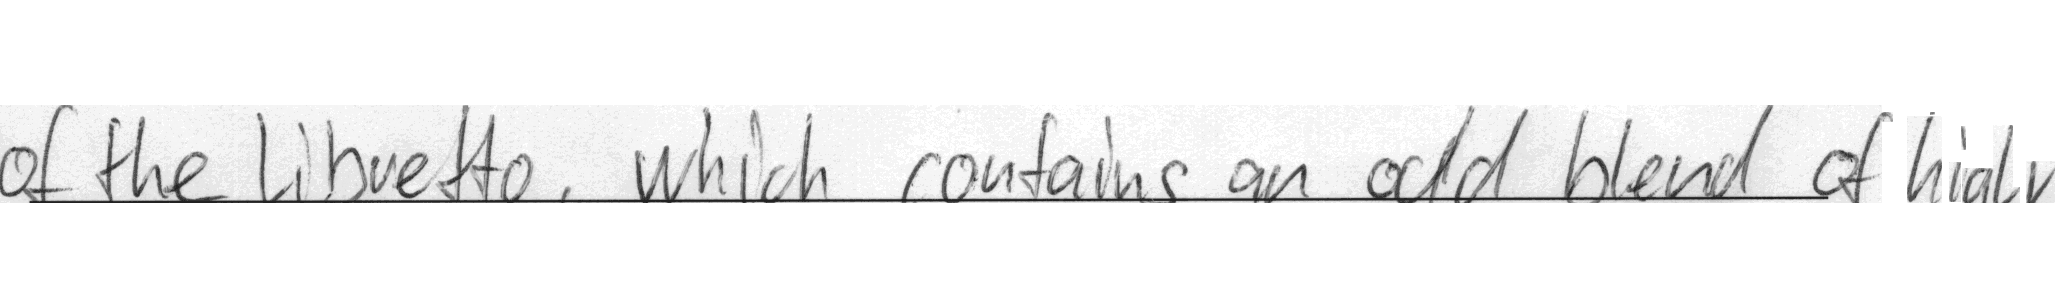 of the Libretto, which contains an odd blend of